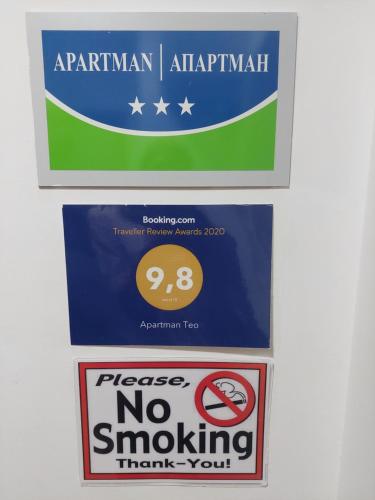 APARTMAN | АПАРТМАН
Booking.com
Traveller Review Awards 2020
9,8
Apartman Teo
Please,
No
Smoking
Thank-You!